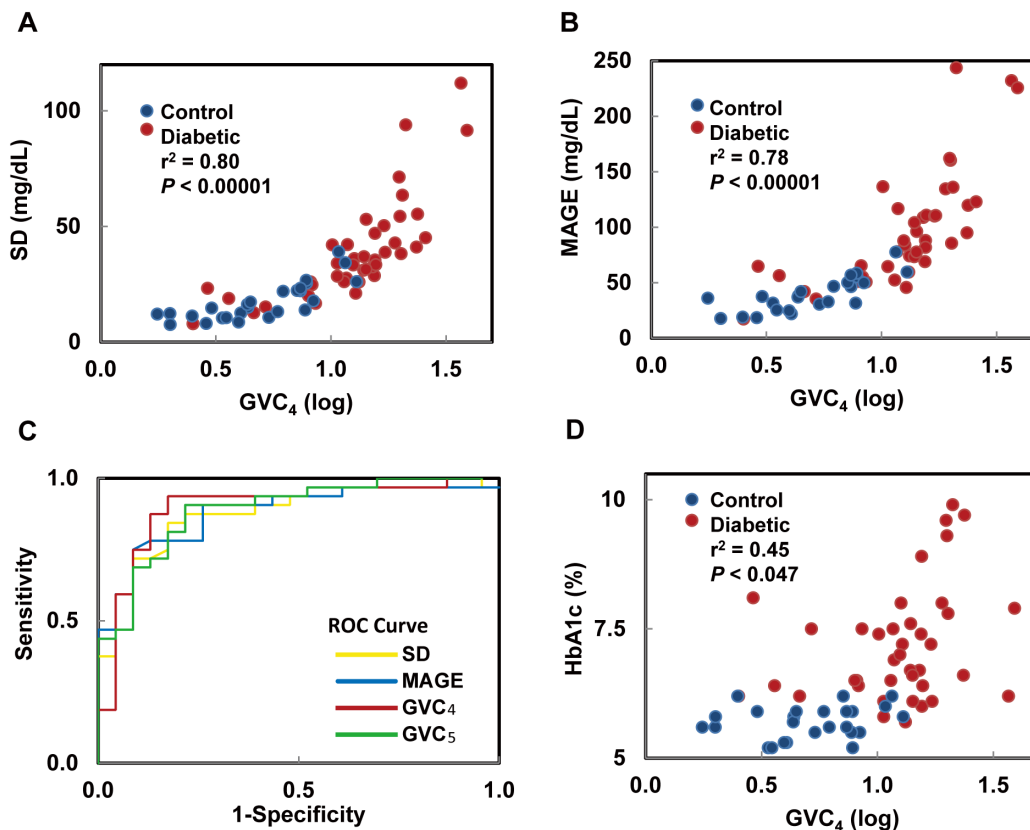 A
100
50
0
0.0
0.5
1.0
1.5
SD (mg/dL)
GVC₄ (log)
Control
Diabetic
r² = 0.80
P < 0.00001
B
250
200
150
100
50
0
0.0
0.5
1.0
1.5
MAGE (mg/dL)
GVC₄ (log)
Control
Diabetic
r² = 0.78
P < 0.00001
C
1.0
0.5
0.0
0.0
0.5
1.0
Sensitivity
1-Specificity
ROC Curve
SD
MAGE
GVC₄
GVC₅
D
10
7.5
5
0.0
0.5
1.0
1.5
HbA1c (%)
GVC₄ (log)
Control
Diabetic
r² = 0.45
P < 0.047